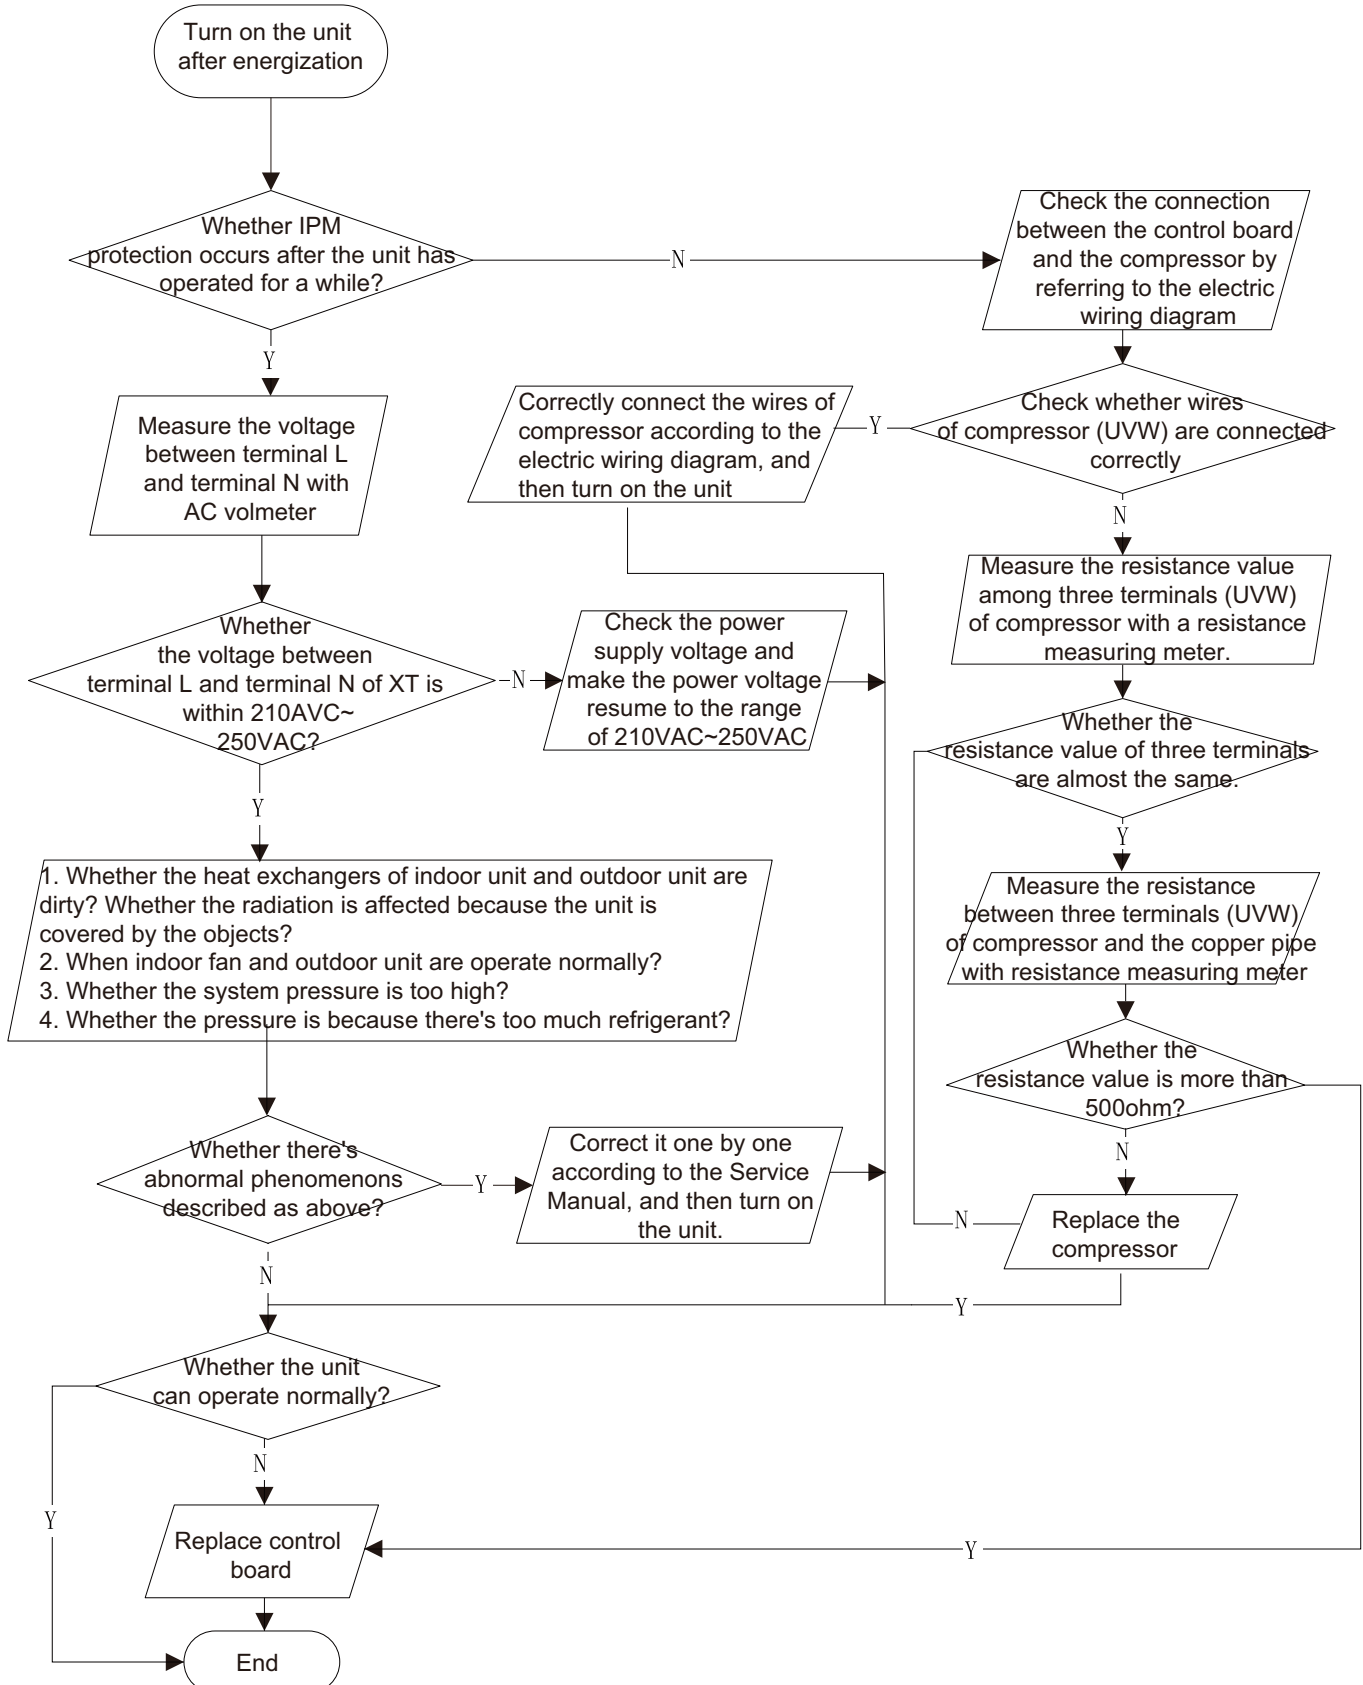 Turn on the unit
after energization
Whether IPM
protection occurs after the unit has
operated for a while?
N
Check the connection
between the control board
and the compressor by
referring to the electric
wiring diagram
Y
Measure the voltage
between terminal L
and terminal N with
AC volmeter
Correctly connect the wires of
compressor according to the
electric wiring diagram, and
then turn on the unit
Y
Check whether wires
of compressor (UVW) are connected
correctly
N
Measure the resistance value
among three terminals (UVW)
of compressor with a resistance
measuring meter.
Whether
the voltage between
terminal L and terminal N of XT is
within 210AVC~
250VAC?
N
Check the power
supply voltage and
make the power voltage
resume to the range
of 210VAC~250VAC
Whether the
resistance value of three terminals
are almost the same.
Y
Y
1. Whether the heat exchangers of indoor unit and outdoor unit are
dirty? Whether the radiation is affected because the unit is
covered by the objects?
2. When indoor fan and outdoor unit are operate normally?
3. Whether the system pressure is too high?
4. Whether the pressure is because there's too much refrigerant?
Measure the resistance
between three terminals (UVW)
of compressor and the copper pipe
with resistance measuring meter
Whether the
resistance value is more than
500ohm?
N
Whether there's
abnormal phenomenons
described as above?
Y
Correct it one by one
according to the Service
Manual, and then turn on
the unit.
N
Replace the
compressor
N
Y
Whether the unit
can operate normally?
N
Y
Replace control
board
Y
End